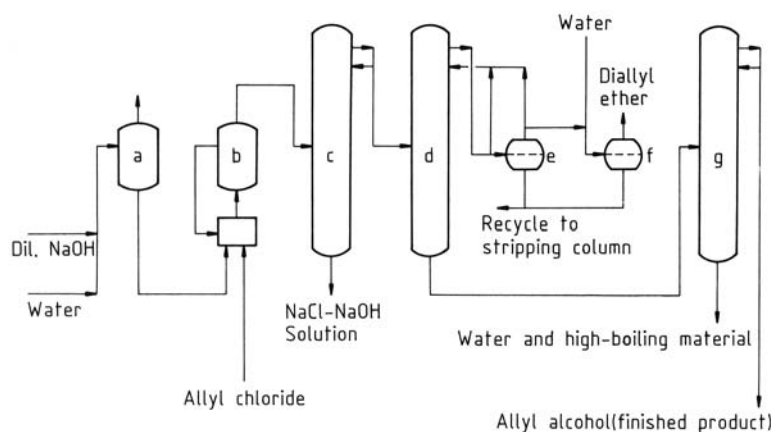 Water
Diallyl
ether
a
b
c
d
e
f
g
Dil. NaOH
Water
Recycle to
stripping column
NaCl-NaOH
Solution
Water and high-boiling material
Allyl chloride
Allyl alcohol(finished product)